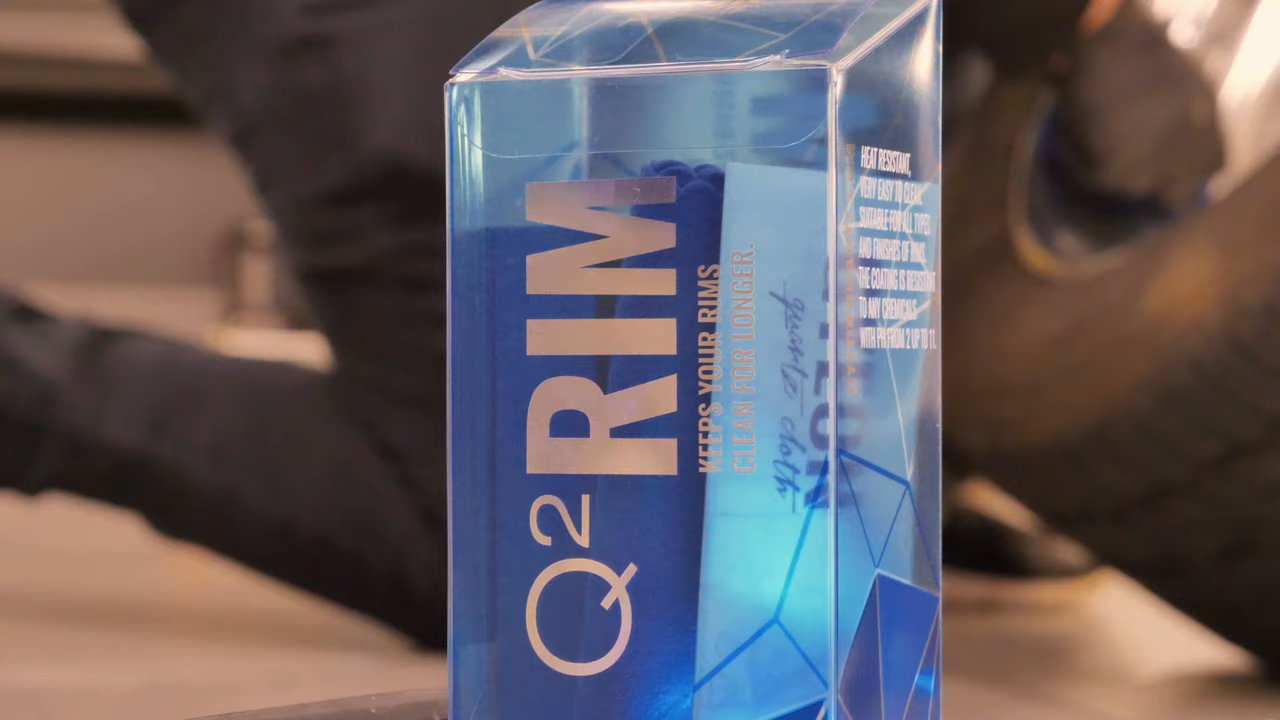 Q² RIM
KEEPS YOUR RIMS
CLEAN FOR LONGER.
quartz cloth
HEAT RESISTANT,
VERY EASY TO CLEAN.
SUITABLE FOR ALL TYPES
AND FINISHES OF RIMS.
THE COATING IS RESISTANT
TO ANY CHEMICALS
WITH PH FROM 2 UP TO 11.